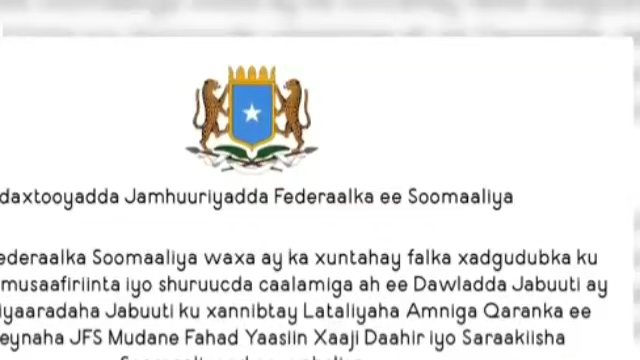 daxtooyadda Jamhuuriyadda Federaalka ee Soomaaliya
ederaalka Soomaaliya waxa ay ka xuntahay falka xadgudubka ku
musaafiriinta iyo shuruucda caalamiga ah ee Dawladda Jabuuti ay
iyaaradaha Jabuuti ku xannibtay Lataliyaha Amniga Qaranka ee
eynaha JFS Mudane Fahad Yaasiin Xaaji Daahir iyo Saraakiisha